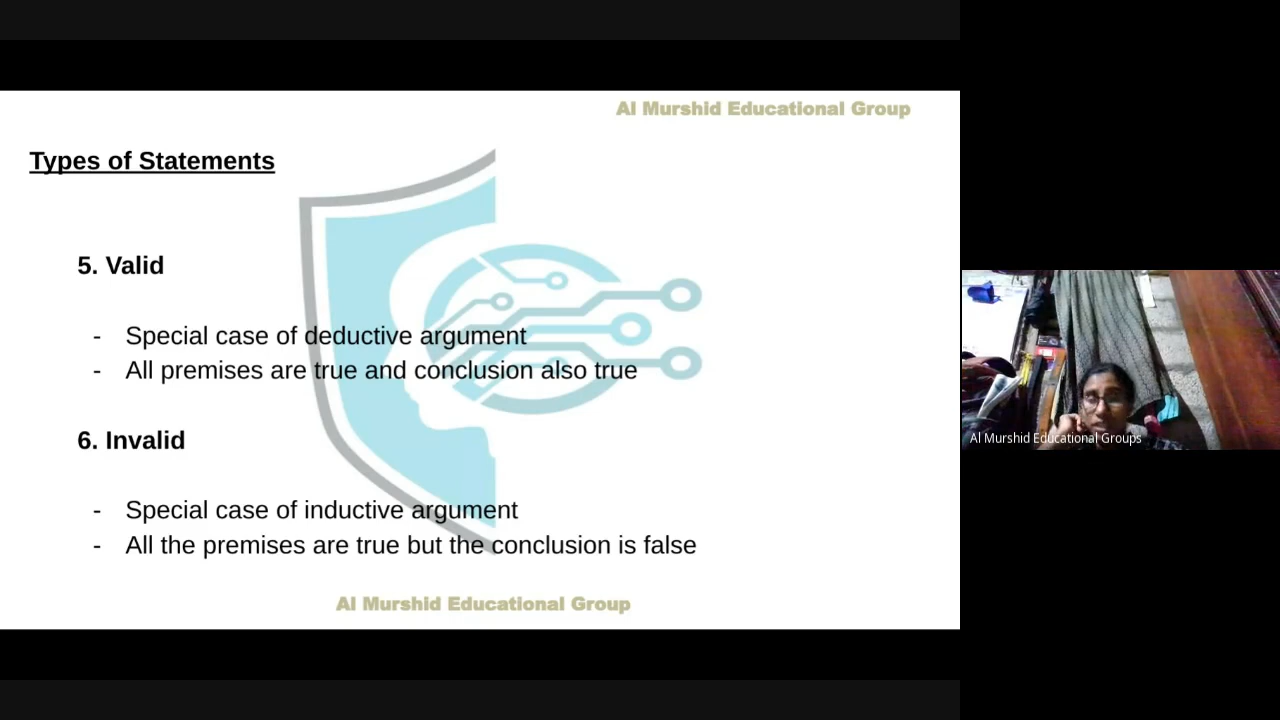 Al Murshid Educational Group
Types of Statements
5. Valid
- Special case of deductive argument
- All premises are true and conclusion also true
6. Invalid
- Special case of inductive argument
- All the premises are true but the conclusion is false
Al Murshid Educational Group
Al Murshid Educational Groups